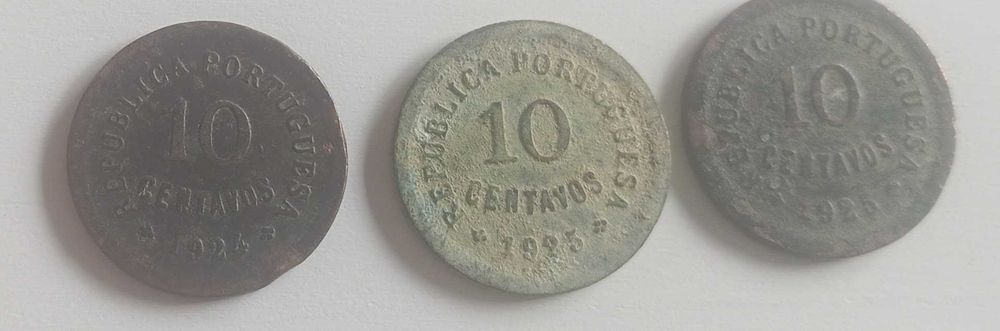 REPUBLICA PORTUGUESA
10
CENTAVOS
* 1924 *
REPUBLICA PORTUGUESA
10
CENTAVOS
* 1925 *
REPUBLICA PORTUGUESA
10
CENTAVOS
1925